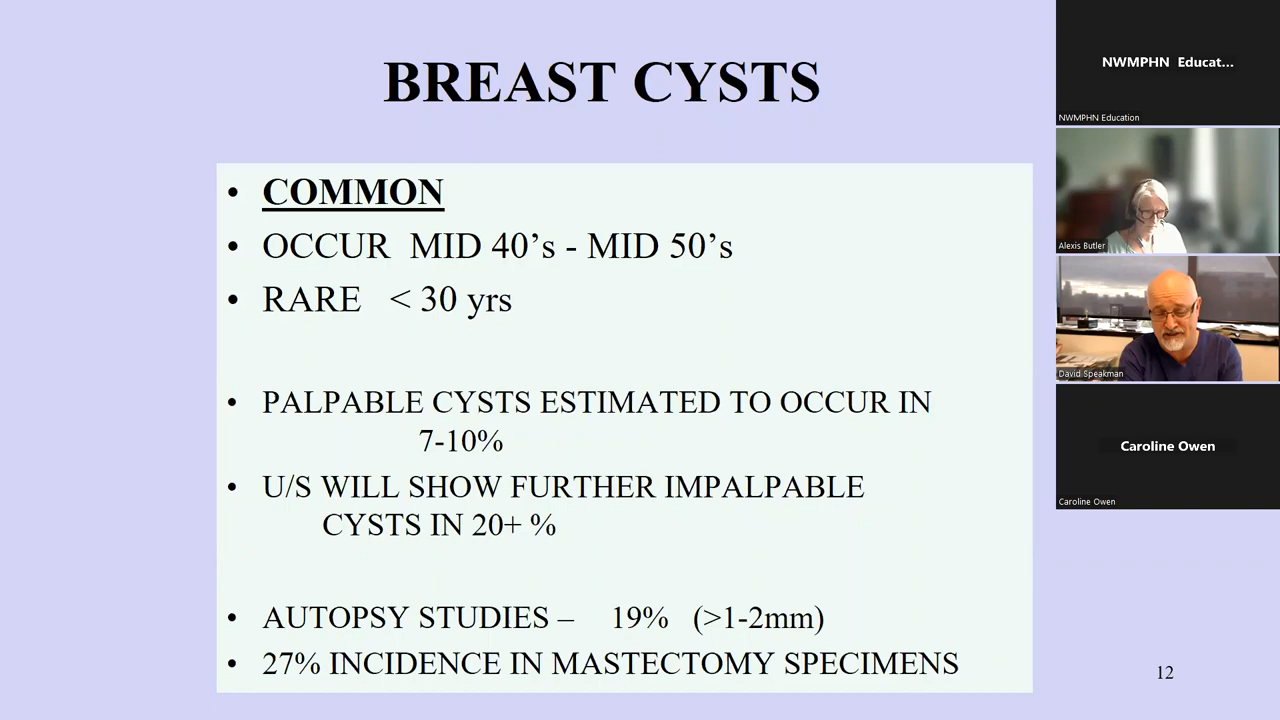 BREAST CYSTS
• COMMON
• OCCUR MID 40's - MID 50's
• RARE < 30 yrs
• PALPABLE CYSTS ESTIMATED TO OCCUR IN
7-10%
• U/S WILL SHOW FURTHER IMPALPABLE
CYSTS IN 20+ %
• AUTOPSY STUDIES – 19% (>1-2mm)
• 27% INCIDENCE IN MASTECTOMY SPECIMENS
12
NWMPHN Educat...
NWMPHN Education
Alexis Butler
David Speakman
Caroline Owen
Caroline Owen